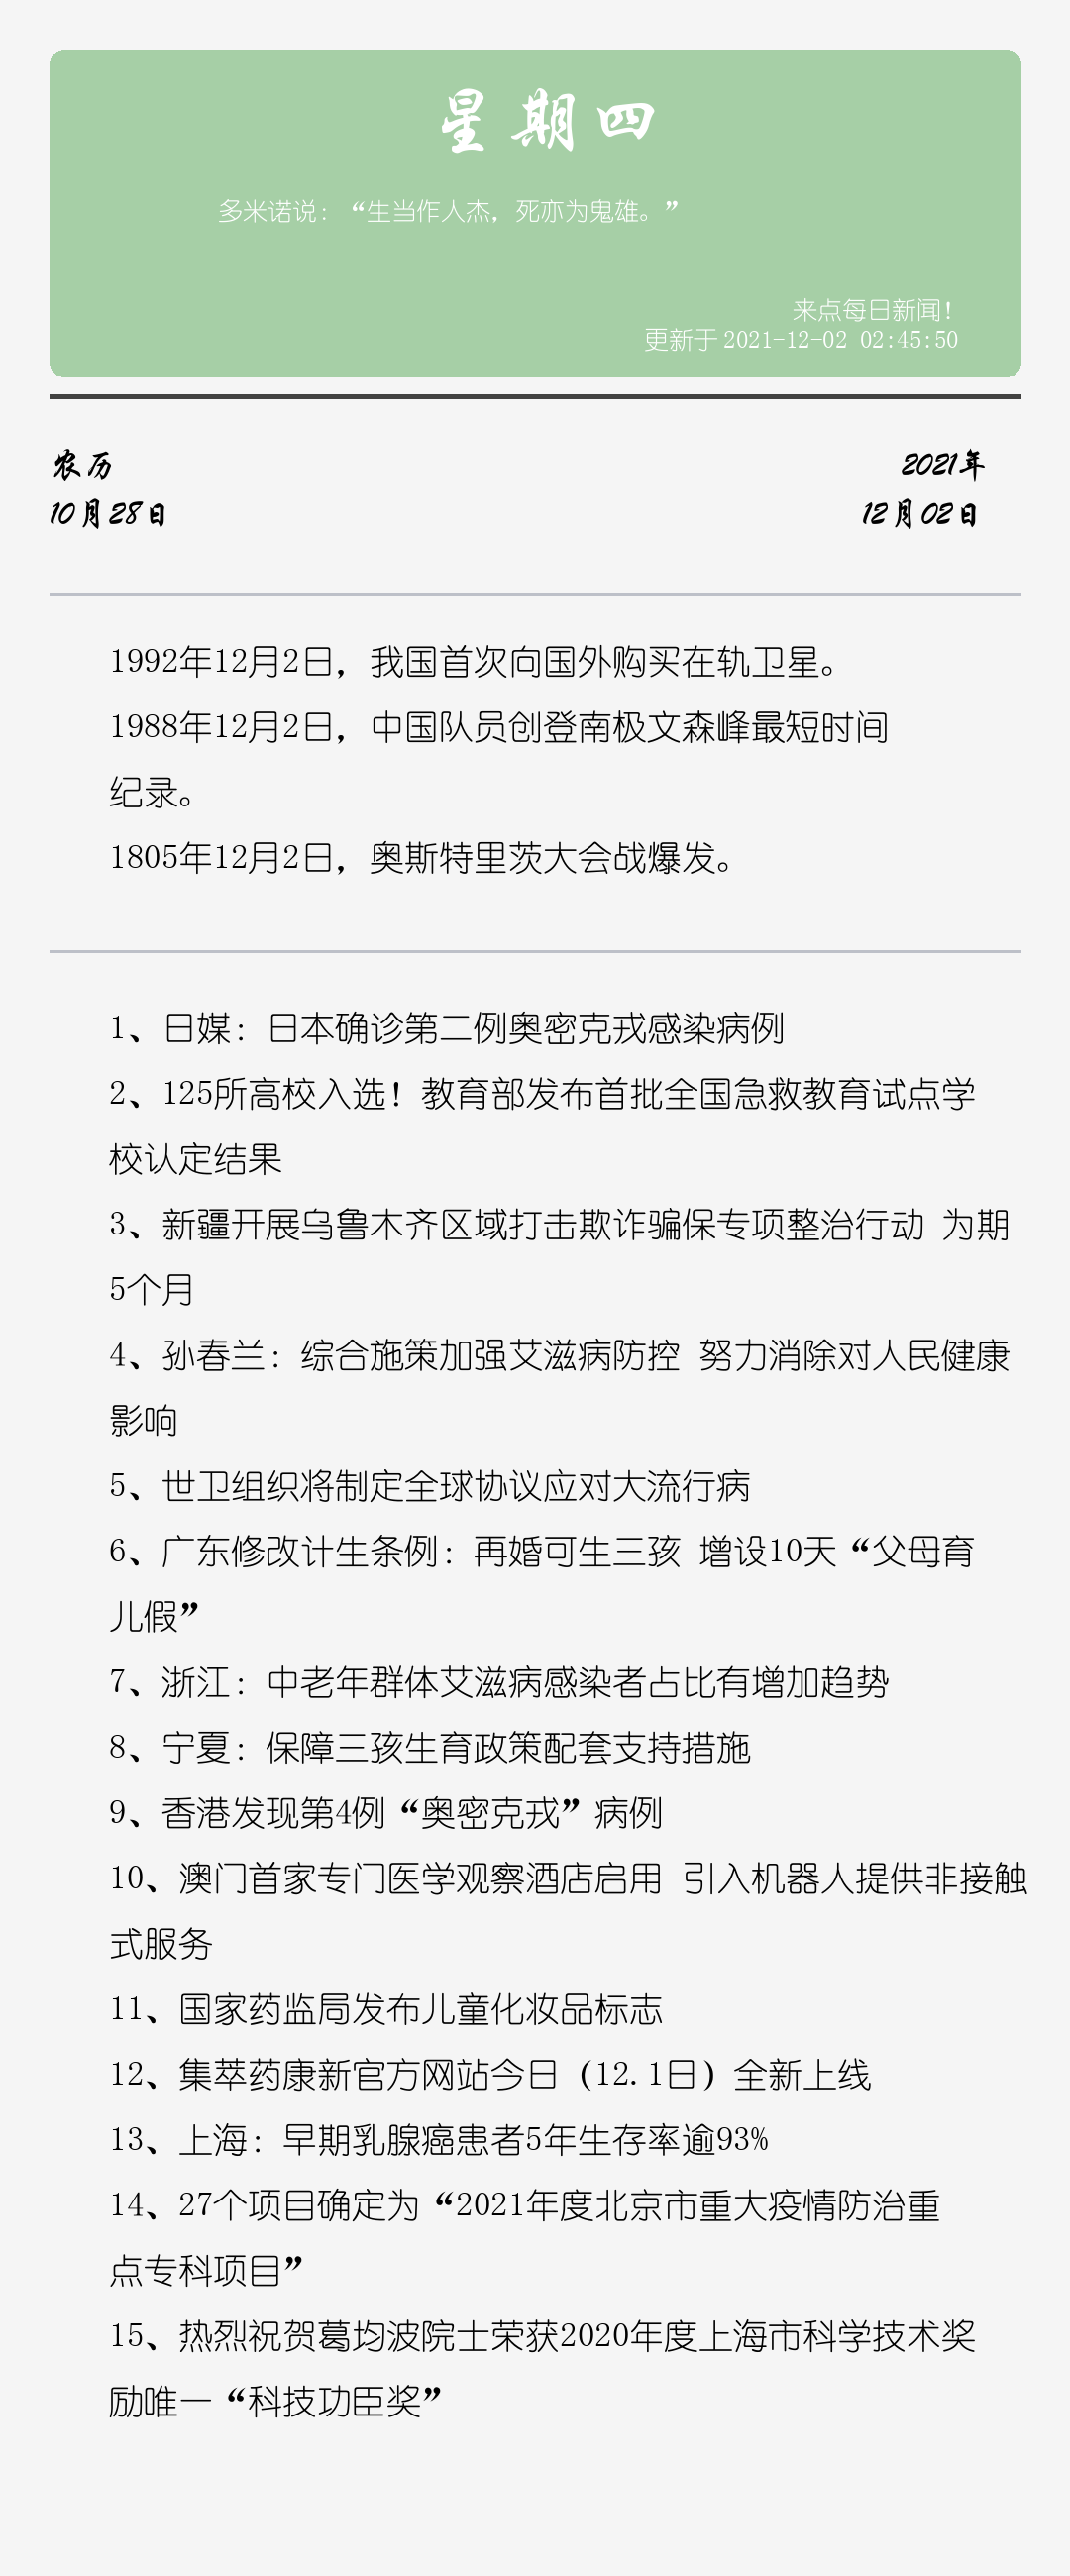 星期四
多米诺说：“生当作人杰，死亦为鬼雄。”
来点每日新闻！
更新于 2021-12-02 02:45:50
农历
10月28日
2021年
12月02日
1992年12月2日，我国首次向国外购买在轨卫星。
1988年12月2日，中国队员创登南极文森峰最短时间
纪录。
1805年12月2日，奥斯特里茨大会战爆发。
1、日媒：日本确诊第二例奥密克戎感染病例
2、125所高校入选！教育部发布首批全国急救教育试点学
校认定结果
3、新疆开展乌鲁木齐区域打击欺诈骗保专项整治行动 为期
5个月
4、孙春兰：综合施策加强艾滋病防控 努力消除对人民健康
影响
5、世卫组织将制定全球协议应对大流行病
6、广东修改计生条例：再婚可生三孩 增设10天“父母育
儿假”
7、浙江：中老年群体艾滋病感染者占比有增加趋势
8、宁夏：保障三孩生育政策配套支持措施
9、香港发现第4例“奥密克戎”病例
10、澳门首家专门医学观察酒店启用 引入机器人提供非接触
式服务
11、国家药监局发布儿童化妆品标志
12、集萃药康新官方网站今日（12.1日）全新上线
13、上海：早期乳腺癌患者5年生存率逾93%
14、27个项目确定为“2021年度北京市重大疫情防治重
点专科项目”
15、热烈祝贺葛均波院士荣获2020年度上海市科学技术奖
励唯一“科技功臣奖”